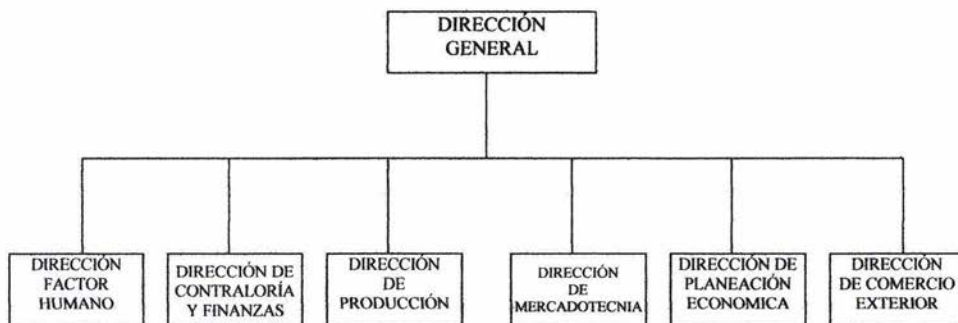 DIRECCIÓN
GENERAL
DIRECCIÓN
FACTOR
HUMANO
DIRECCIÓN DE
CONTRALORÍA
Y FINANZAS
DIRECCIÓN
DE
PRODUCCIÓN
DIRECCIÓN
DE
MERCADOTECNIA
DIRECCIÓN DE
PLANEACIÓN
ECONOMICA
DIRECCIÓN
DE COMERCIO
EXTERIOR